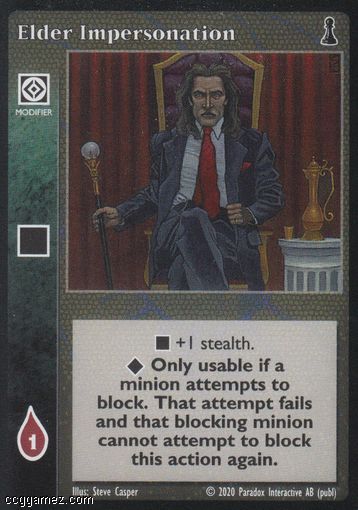 Elder Impersonation
MODIFIER
+1 stealth.
Only usable if a
minion attempts to
block. That attempt fails
and that blocking minion
cannot attempt to block
this action again.
1
Illus: Steve Casper © 2020 Paradox Interactive AB (publ)
ccggamez.com